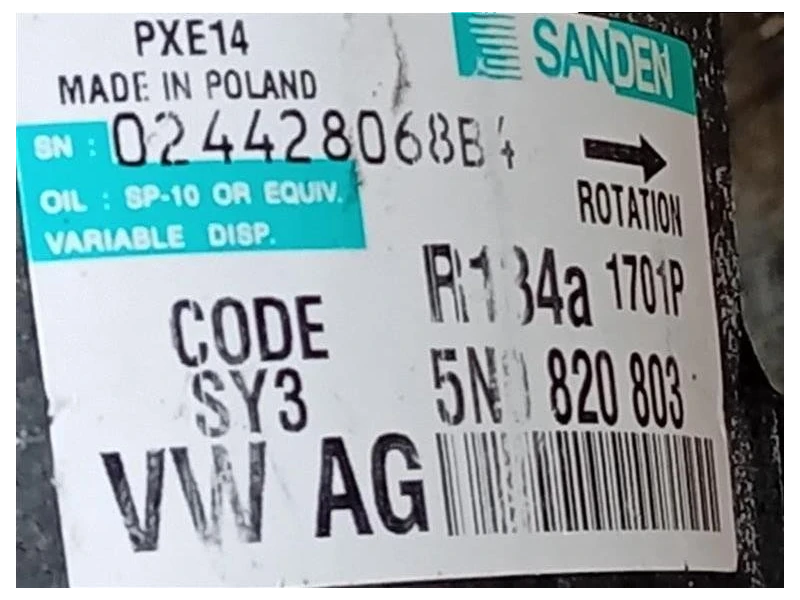 PXE14
SANDEN
MADE IN POLAND
SN : 024428068B4
OIL : SP-10 OR EQUIV.
VARIABLE DISP.
ROTATION
R134a 1701P
CODE
SY3
5N0 820 803
VW AG